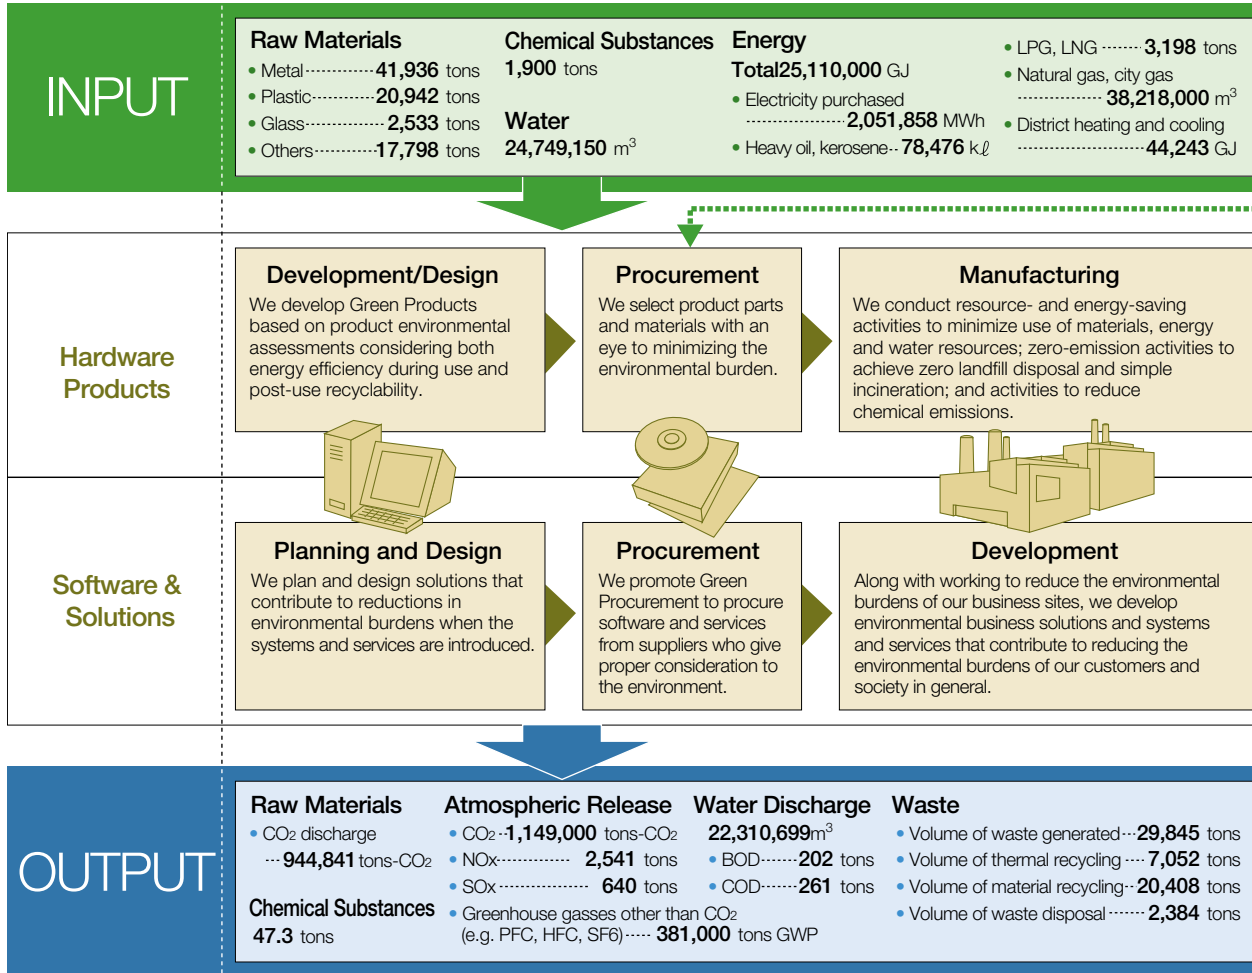 INPUT
Raw Materials
• Metal 41,936 tons
• Plastic 20,942 tons
• Glass 2,533 tons
• Others 17,798 tons
Chemical Substances
1,900 tons
Water
24,749,150 m³
Energy
Total25,110,000 GJ
• Electricity purchased
2,051,858 MWh
• Heavy oil, kerosene 78,476 kℓ
• LPG, LNG 3,198 tons
• Natural gas, city gas
38,218,000 m³
• District heating and cooling
44,243 GJ
Hardware
Products
Development/Design
We develop Green Products
based on product environmental
assessments considering both
energy efficiency during use and
post-use recyclability.
Procurement
We select product parts
and materials with an
eye to minimizing the
environmental burden.
Manufacturing
We conduct resource- and energy-saving
activities to minimize use of materials, energy
and water resources; zero-emission activities to
achieve zero landfill disposal and simple
incineration; and activities to reduce
chemical emissions.
Software &
Solutions
Planning and Design
We plan and design solutions that
contribute to reductions in
environmental burdens when the
systems and services are introduced.
Procurement
We promote Green
Procurement to procure
software and services
from suppliers who give
proper consideration to
the environment.
Development
Along with working to reduce the environmental
burdens of our business sites, we develop
environmental business solutions and systems
and services that contribute to reducing the
environmental burdens of our customers and
society in general.
OUTPUT
Raw Materials
• CO₂ discharge
944,841 tons-CO₂
Chemical Substances
47.3 tons
Atmospheric Release
• CO₂ 1,149,000 tons-CO₂
• NOx 2,541 tons
• SOx 640 tons
• Greenhouse gasses other than CO₂
(e.g. PFC, HFC, SF6) 381,000 tons GWP
Water Discharge
22,310,699m³
• BOD 202 tons
• COD 261 tons
Waste
• Volume of waste generated 29,845 tons
• Volume of thermal recycling 7,052 tons
• Volume of material recycling 20,408 tons
• Volume of waste disposal 2,384 tons